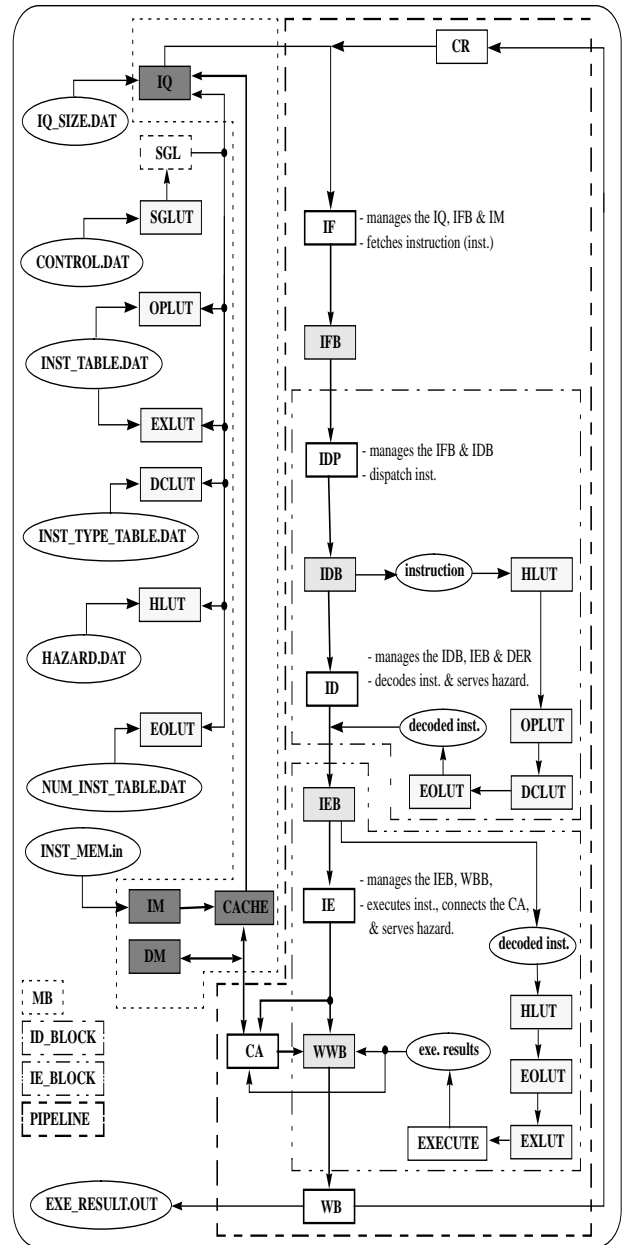 CR
IQ
IQ_SIZE.DAT
SGL
SGLUT
CONTROL.DAT
IF
- manages the IQ, IFB & IM
- fetches instruction (inst.)
OPLUT
INST_TABLE.DAT
IFB
EXLUT
IDP
- manages the IFB & IDB
- dispatch inst.
DCLUT
INST_TYPE_TABLE.DAT
IDB
instruction
HLUT
HLUT
HAZARD.DAT
ID
- manages the IDB, IEB & DER
- decodes inst. & serves hazard.
EOLUT
NUM_INST_TABLE.DAT
decoded inst.
OPLUT
IEB
EOLUT
DCLUT
INST_MEM.in
IM
CACHE
IE
- manages the IEB, WBB,
- executes inst., connects the CA,
& serves hazard.
DM
decoded inst.
MB
HLUT
ID_BLOCK
CA
WWB
exe. results
EOLUT
IE_BLOCK
PIPELINE
EXECUTE
EXLUT
EXE_RESULT.OUT
WB